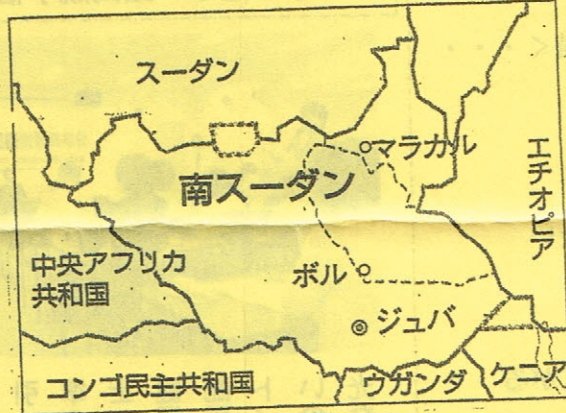 スーダン
マラカル
南スーダン
エチオピア
中央アフリカ
共和国
ボル
ジュバ
コンゴ民主共和国
ウガンダ
ケニア